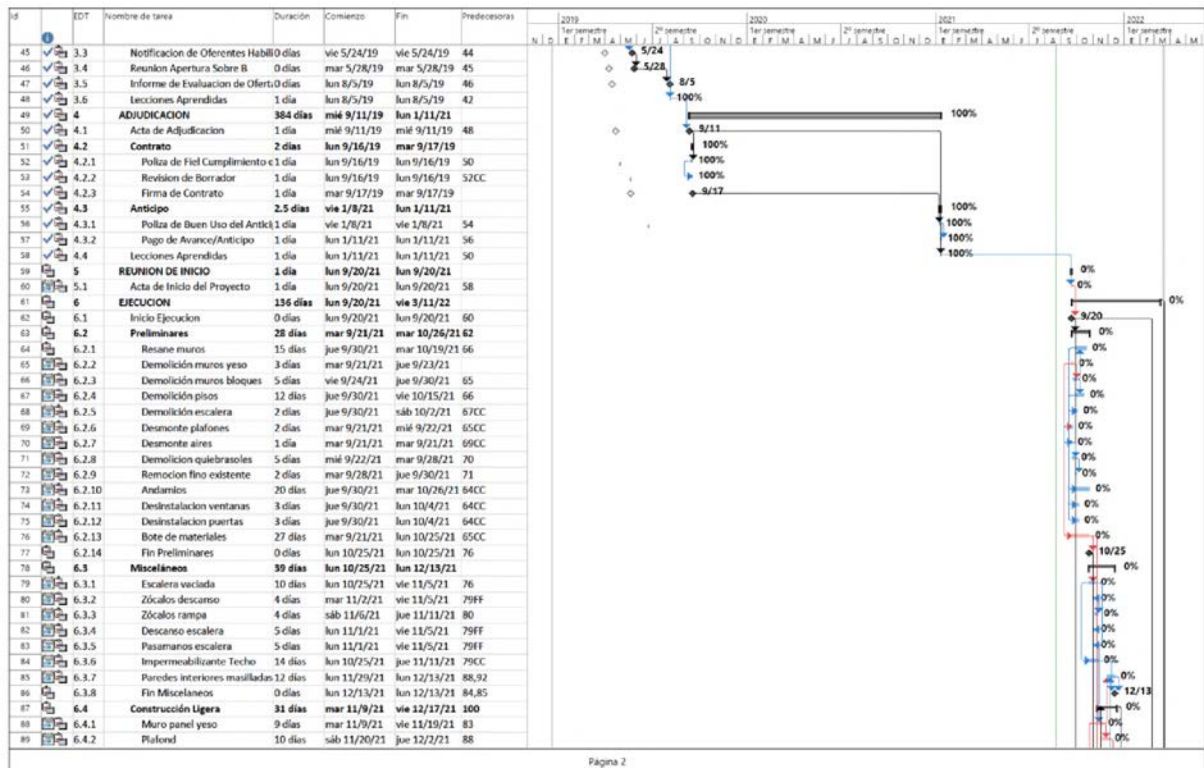 Id EDT Nombre de tarea Duración Comienzo Fin Predecesoras
2019 2020 2021 2022
1er semestre 2º semestre 1er semestre 2º semestre 1er semestre 2º semestre 1er semestre
N D E F M A M J J A S O N D E F M A M J J A S O N D E F M A M J J A S O N D E F M A M
45 3.3 Notificacion de Oferentes Habili 0 días vie 5/24/19 vie 5/24/19 44 5/24
46 3.4 Reunion Apertura Sobre B 0 días mar 5/28/19 mar 5/28/19 45 5/28
47 3.5 Informe de Evaluacion de Ofert 0 días lun 8/5/19 lun 8/5/19 46 8/5
48 3.6 Lecciones Aprendidas 1 día lun 8/5/19 lun 8/5/19 42 100%
49 4 ADJUDICACION 384 días mié 9/11/19 lun 1/11/21 100%
50 4.1 Acta de Adjudicacion 1 día mié 9/11/19 mié 9/11/19 48 9/11
51 4.2 Contrato 2 días lun 9/16/19 mar 9/17/19 100%
52 4.2.1 Poliza de Fiel Cumplimiento c 1 día lun 9/16/19 lun 9/16/19 50 100%
53 4.2.2 Revision de Borrador 1 día lun 9/16/19 lun 9/16/19 52CC 100%
54 4.2.3 Firma de Contrato 1 día mar 9/17/19 mar 9/17/19 9/17
55 4.3 Anticipo 2.5 días vie 1/8/21 lun 1/11/21 100%
56 4.3.1 Poliza de Buen Uso del Antici 1 día vie 1/8/21 vie 1/8/21 54 100%
57 4.3.2 Pago de Avance/Anticipo 1 día lun 1/11/21 lun 1/11/21 56 100%
58 4.4 Lecciones Aprendidas 1 día lun 1/11/21 lun 1/11/21 50 100%
59 5 REUNION DE INICIO 1 día lun 9/20/21 lun 9/20/21 0%
60 5.1 Acta de Inicio del Proyecto 1 día lun 9/20/21 lun 9/20/21 58 0%
61 6 EJECUCION 136 días lun 9/20/21 vie 3/11/22 0%
62 6.1 Inicio Ejecucion 0 días lun 9/20/21 lun 9/20/21 60 9/20
63 6.2 Preliminares 28 días mar 9/21/21 mar 10/26/21 62 0%
64 6.2.1 Resane muros 15 días jue 9/30/21 mar 10/19/21 66 0%
65 6.2.2 Demolición muros yeso 3 días mar 9/21/21 jue 9/23/21 0%
66 6.2.3 Demolición muros bloques 5 días vie 9/24/21 jue 9/30/21 65 0%
67 6.2.4 Demolición pisos 12 días jue 9/30/21 vie 10/15/21 66 0%
68 6.2.5 Demolición escalera 2 días jue 9/30/21 sáb 10/2/21 67CC 0%
69 6.2.6 Desmonte plafones 2 días mar 9/21/21 mié 9/22/21 65CC 0%
70 6.2.7 Desmonte aires 1 día mar 9/21/21 mar 9/21/21 69CC 0%
71 6.2.8 Demolicion quiebrasoles 5 días mié 9/22/21 mar 9/28/21 70 0%
72 6.2.9 Remocion fino existente 2 días mar 9/28/21 jue 9/30/21 71 0%
73 6.2.10 Andamios 20 días jue 9/30/21 mar 10/26/21 64CC 0%
74 6.2.11 Desinstalacion ventanas 3 días jue 9/30/21 lun 10/4/21 64CC 0%
75 6.2.12 Desinstalacion puertas 3 días jue 9/30/21 lun 10/4/21 64CC 0%
76 6.2.13 Bote de materiales 27 días mar 9/21/21 lun 10/25/21 65CC 0%
77 6.2.14 Fin Preliminares 0 días lun 10/25/21 lun 10/25/21 76 10/25
78 6.3 Misceláneos 39 días lun 10/25/21 lun 12/13/21 0%
79 6.3.1 Escalera vaciada 10 días lun 10/25/21 vie 11/5/21 76 0%
80 6.3.2 Zócalos descanso 4 días mar 11/2/21 vie 11/5/21 79FF 0%
81 6.3.3 Zócalos rampa 4 días sáb 11/6/21 jue 11/11/21 80 0%
82 6.3.4 Descanso escalera 5 días lun 11/1/21 vie 11/5/21 79FF 0%
83 6.3.5 Pasamanos escalera 5 días lun 11/1/21 vie 11/5/21 79FF 0%
84 6.3.6 Impermeabilizante Techo 14 días lun 10/25/21 jue 11/11/21 79CC 0%
85 6.3.7 Paredes interiores masilladas 12 días lun 11/29/21 lun 12/13/21 88,92 0%
86 6.3.8 Fin Miscelaneos 0 días lun 12/13/21 lun 12/13/21 84,85 12/13
87 6.4 Construcción Ligera 31 días mar 11/9/21 vie 12/17/21 100 0%
88 6.4.1 Muro panel yeso 9 días mar 11/9/21 vie 11/19/21 83 0%
89 6.4.2 Plafond 10 días sáb 11/20/21 jue 12/2/21 88 0%
Página 2